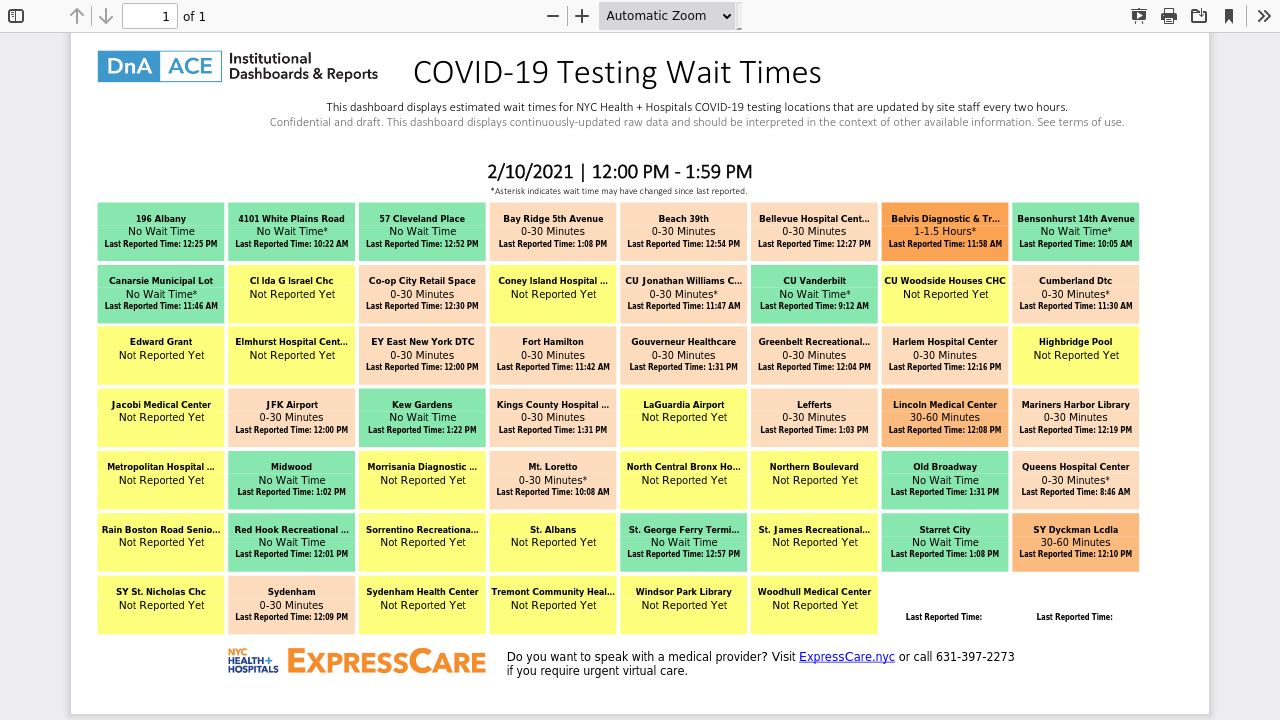 1 of 1 Automatic Zoom
DnA ACE Institutional Dashboards & Reports
COVID-19 Testing Wait Times
This dashboard displays estimated wait times for NYC Health + Hospitals COVID-19 testing locations that are updated by site staff every two hours.
Confidential and draft. This dashboard displays continuously-updated raw data and should be interpreted in the context of other available information. See terms of use.
2/10/2021 | 12:00 PM - 1:59 PM
*Asterisk indicates wait time may have changed since last reported.
196 Albany
No Wait Time
Last Reported Time: 12:25 PM
4101 White Plains Road
No Wait Time*
Last Reported Time: 10:22 AM
57 Cleveland Place
No Wait Time
Last Reported Time: 12:52 PM
Bay Ridge 5th Avenue
0-30 Minutes
Last Reported Time: 1:08 PM
Beach 39th
0-30 Minutes
Last Reported Time: 12:54 PM
Bellevue Hospital Cent...
0-30 Minutes
Last Reported Time: 12:27 PM
Belvis Diagnostic & Tr...
1-1.5 Hours*
Last Reported Time: 11:58 AM
Bensonhurst 14th Avenue
No Wait Time*
Last Reported Time: 10:05 AM
Canarsie Municipal Lot
No Wait Time*
Last Reported Time: 11:46 AM
Cl Ida G Israel Chc
Not Reported Yet
Co-op City Retail Space
0-30 Minutes
Last Reported Time: 12:30 PM
Coney Island Hospital ...
Not Reported Yet
CU Jonathan Williams C...
0-30 Minutes*
Last Reported Time: 11:47 AM
CU Vanderbilt
No Wait Time*
Last Reported Time: 9:12 AM
CU Woodside Houses CHC
Not Reported Yet
Cumberland Dtc
0-30 Minutes*
Last Reported Time: 11:30 AM
Edward Grant
Not Reported Yet
Elmhurst Hospital Cent...
Not Reported Yet
EY East New York DTC
0-30 Minutes
Last Reported Time: 12:00 PM
Fort Hamilton
0-30 Minutes
Last Reported Time: 11:42 AM
Gouverneur Healthcare
0-30 Minutes
Last Reported Time: 1:31 PM
Greenbelt Recreational...
0-30 Minutes
Last Reported Time: 12:04 PM
Harlem Hospital Center
0-30 Minutes
Last Reported Time: 12:16 PM
Highbridge Pool
Not Reported Yet
Jacobi Medical Center
Not Reported Yet
JFK Airport
0-30 Minutes
Last Reported Time: 12:00 PM
Kew Gardens
No Wait Time
Last Reported Time: 1:22 PM
Kings County Hospital ...
0-30 Minutes
Last Reported Time: 1:31 PM
LaGuardia Airport
Not Reported Yet
Lefferts
0-30 Minutes
Last Reported Time: 1:03 PM
Lincoln Medical Center
30-60 Minutes
Last Reported Time: 12:08 PM
Mariners Harbor Library
0-30 Minutes
Last Reported Time: 12:19 PM
Metropolitan Hospital ...
Not Reported Yet
Midwood
No Wait Time
Last Reported Time: 1:02 PM
Morrisania Diagnostic ...
Not Reported Yet
Mt. Loretto
0-30 Minutes*
Last Reported Time: 10:08 AM
North Central Bronx Ho...
Not Reported Yet
Northern Boulevard
Not Reported Yet
Old Broadway
No Wait Time
Last Reported Time: 1:31 PM
Queens Hospital Center
0-30 Minutes*
Last Reported Time: 8:46 AM
Rain Boston Road Senio...
Not Reported Yet
Red Hook Recreational ...
No Wait Time
Last Reported Time: 12:01 PM
Sorrentino Recreationa...
Not Reported Yet
St. Albans
Not Reported Yet
St. George Ferry Termi...
No Wait Time
Last Reported Time: 12:57 PM
St. James Recreational...
Not Reported Yet
Starret City
No Wait Time
Last Reported Time: 1:08 PM
SY Dyckman Lcdla
30-60 Minutes
Last Reported Time: 12:10 PM
SY St. Nicholas Chc
Not Reported Yet
Sydenham
0-30 Minutes
Last Reported Time: 12:09 PM
Sydenham Health Center
Not Reported Yet
Tremont Community Heal...
Not Reported Yet
Windsor Park Library
Not Reported Yet
Woodhull Medical Center
Not Reported Yet
Last Reported Time:
Last Reported Time:
NYC
HEALTH+
HOSPITALS
EXPRESSCARE
Do you want to speak with a medical provider? Visit ExpressCare.nyc or call 631-397-2273
if you require urgent virtual care.